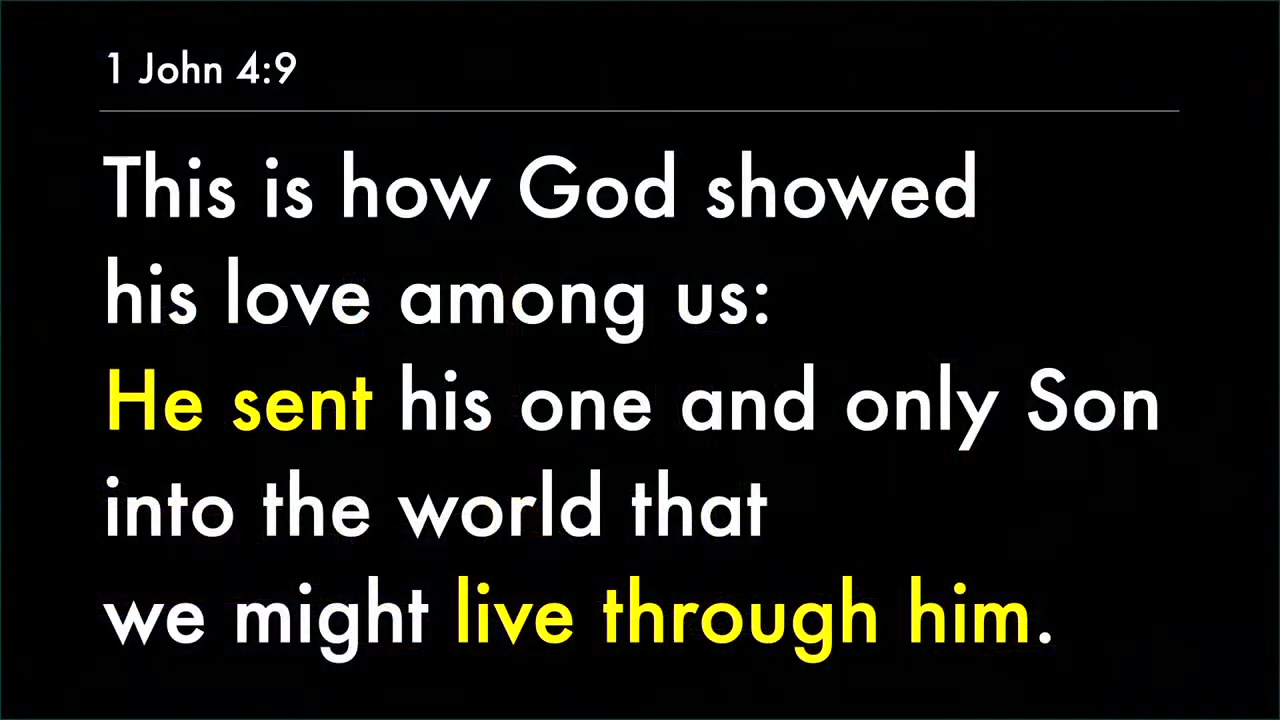 1 John 4:9
This is how God showed
his love among us:
He sent his one and only Son
into the world that
we might live through him.